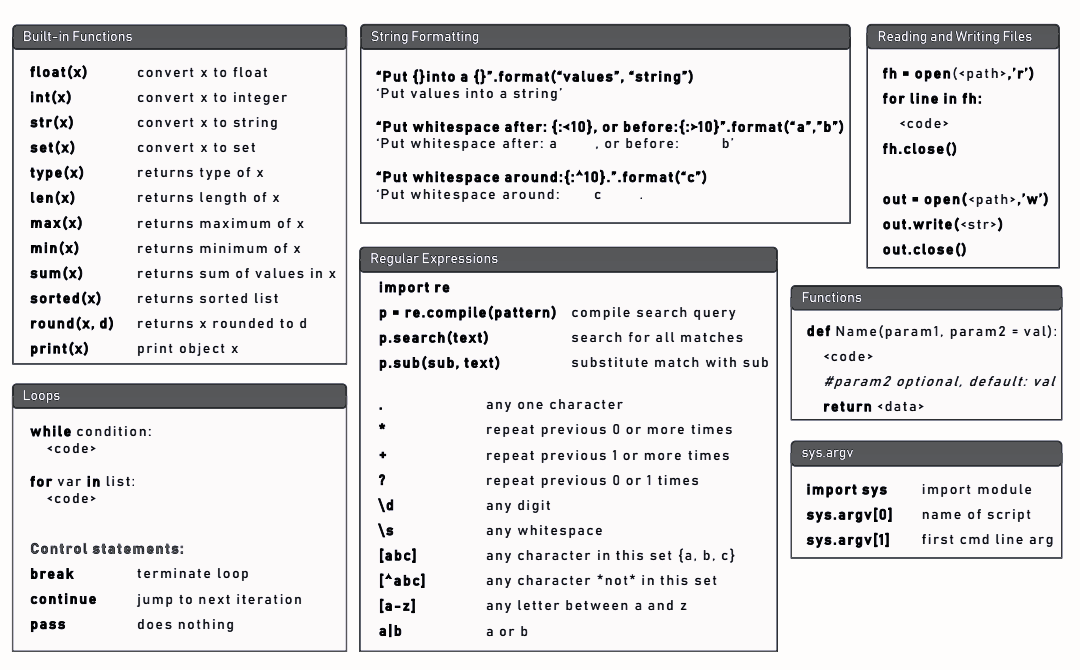 Built-in Functions
float(x) convert x to float
int(x) convert x to integer
str(x) convert x to string
set(x) convert x to set
type(x) returns type of x
len(x) returns length of x
max(x) returns maximum of x
min(x) returns minimum of x
sum(x) returns sum of values in x
sorted(x) returns sorted list
round(x, d) returns x rounded to d
print(x) print object x
Loops
while condition:
<code>
for var in list:
<code>
Control statements:
break terminate loop
continue jump to next iteration
pass does nothing
String Formatting
“Put {}into a {}”.format(“values”, “string”)
‘Put values into a string’
“Put whitespace after: {:<10}, or before:{:>10}”.format(“a”,”b”)
‘Put whitespace after: a , or before: b’
“Put whitespace around:{:^10}.”.format(“c”)
‘Put whitespace around: c .
Regular Expressions
import re
p = re.compile(pattern) compile search query
p.search(text) search for all matches
p.sub(sub, text) substitute match with sub
. any one character
* repeat previous 0 or more times
+ repeat previous 1 or more times
? repeat previous 0 or 1 times
\d any digit
\s any whitespace
[abc] any character in this set {a, b, c}
[^abc] any character *not* in this set
[a-z] any letter between a and z
a|b a or b
Reading and Writing Files
fh = open(<path>,’r’)
for line in fh:
<code>
fh.close()
out = open(<path>,’w’)
out.write(<str>)
out.close()
Functions
def Name(param1, param2 = val):
<code>
#param2 optional, default: val
return <data>
sys.argv
import sys import module
sys.argv[0] name of script
sys.argv[1] first cmd line arg